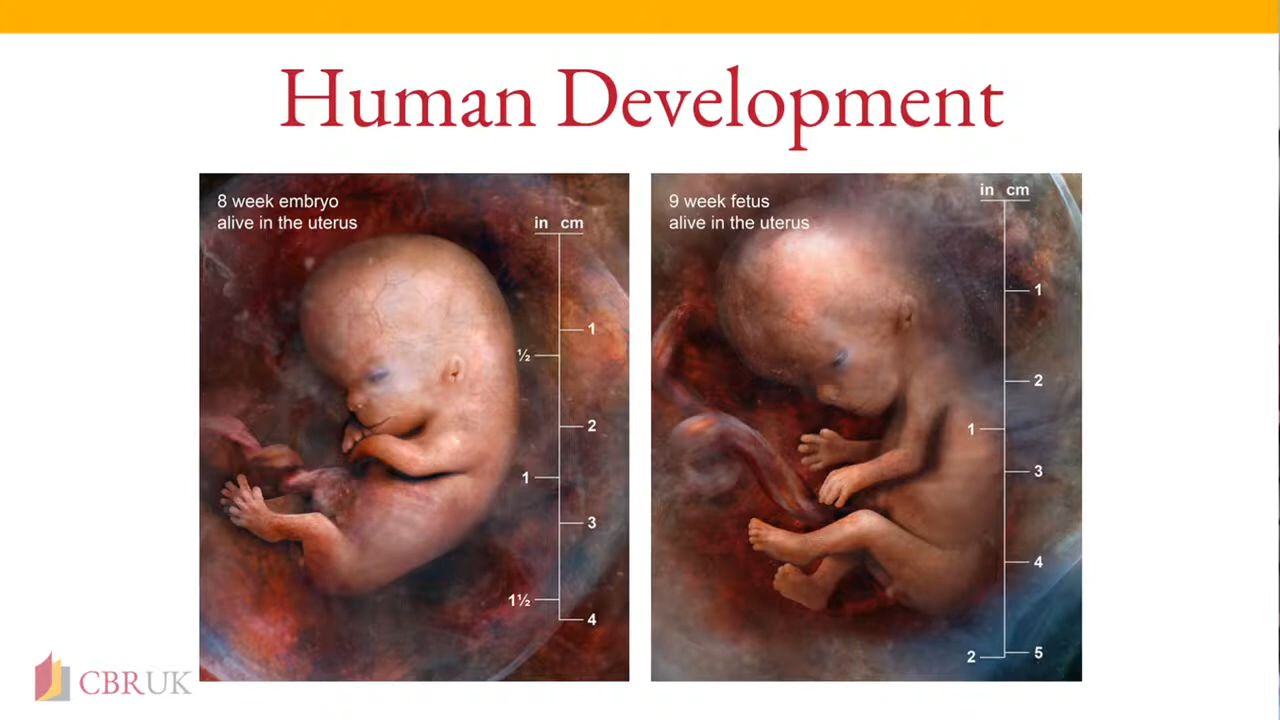 Human Development
8 week embryo
alive in the uterus
in cm
1
½
2
1
3
1½
4
9 week fetus
alive in the uterus
in cm
1
2
1
3
4
2
5
CBRUK